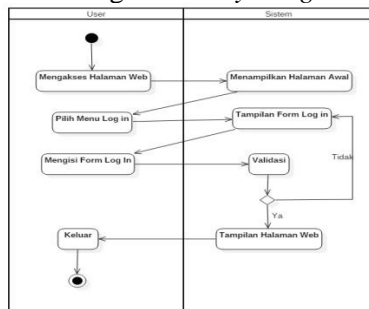 User Sistem
Mengakses Halaman Web Menampilkan Halaman Awal
Pilih Menu Log in Tampilan Form Log in
Mengisi Form Log In Validasi Tidak
Ya
Keluar Tampilan Halaman Web